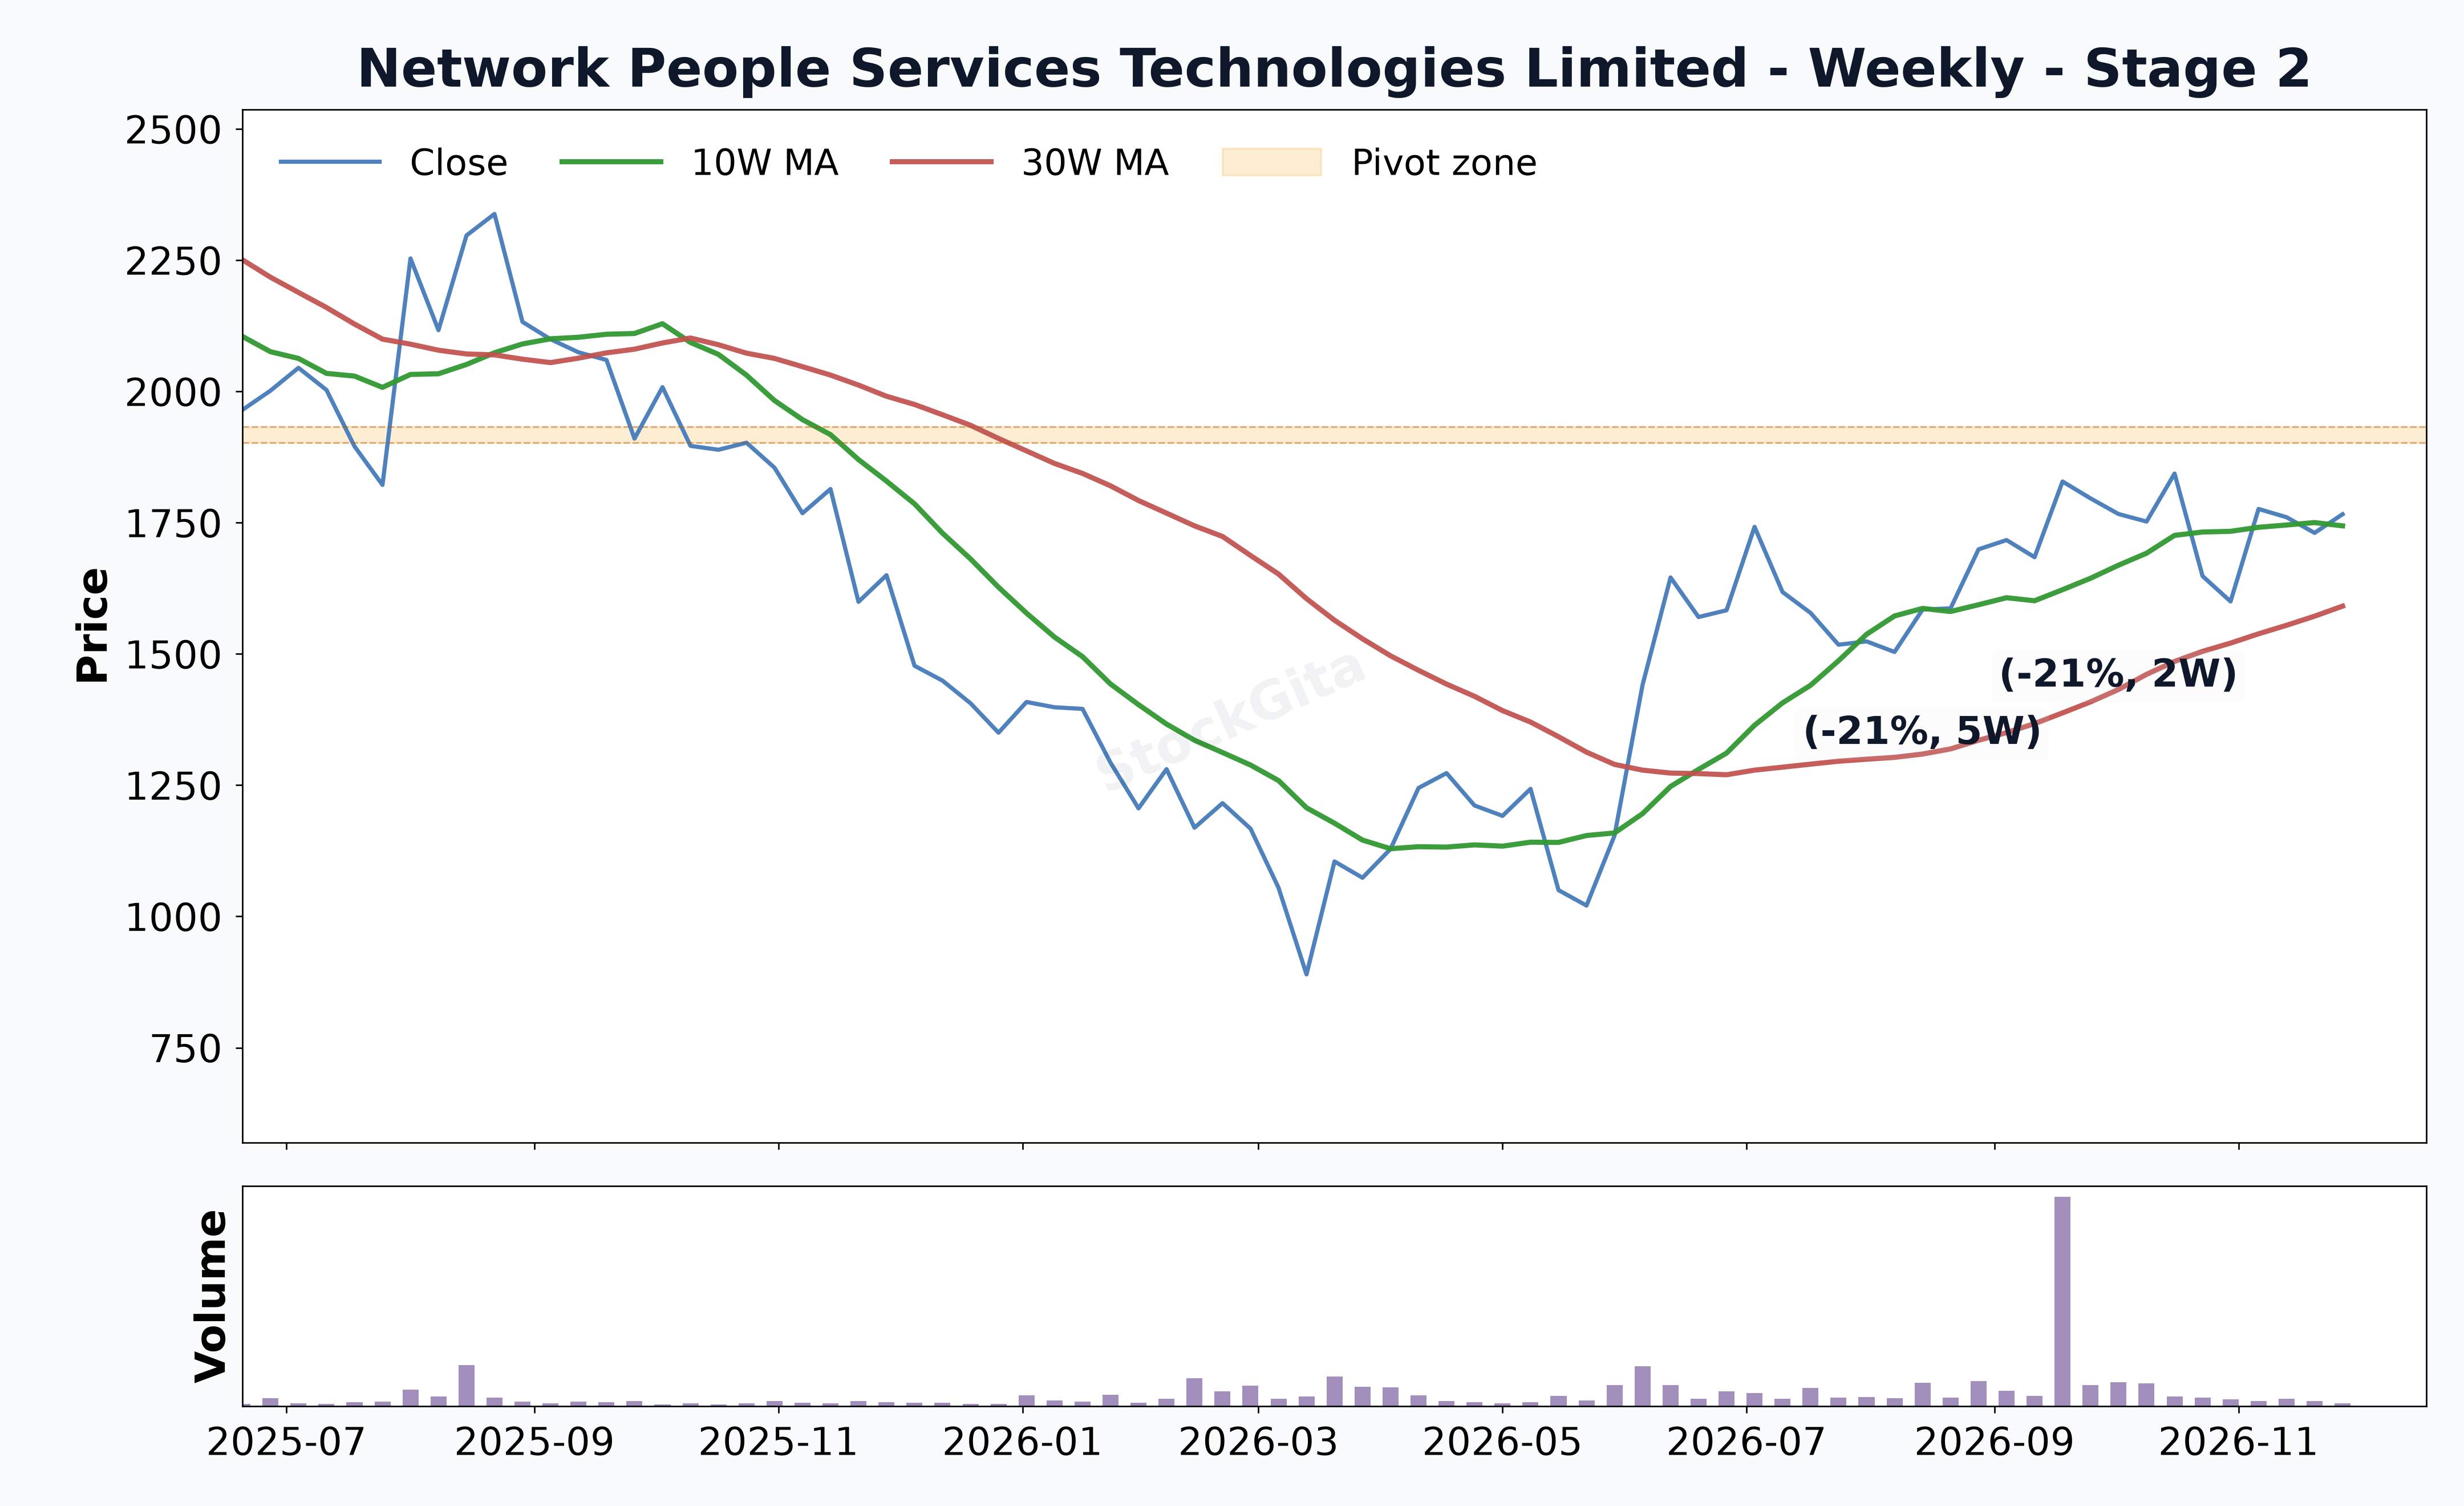 Network People Services Technologies Limited - Weekly - Stage 2
Close
10W MA
30W MA
Pivot zone
Price
2500
2250
2000
1750
1500
1250
1000
750
(-21%, 2W)
(-21%, 5W)
StockGita
Volume
2025-07
2025-09
2025-11
2026-01
2026-03
2026-05
2026-07
2026-09
2026-11